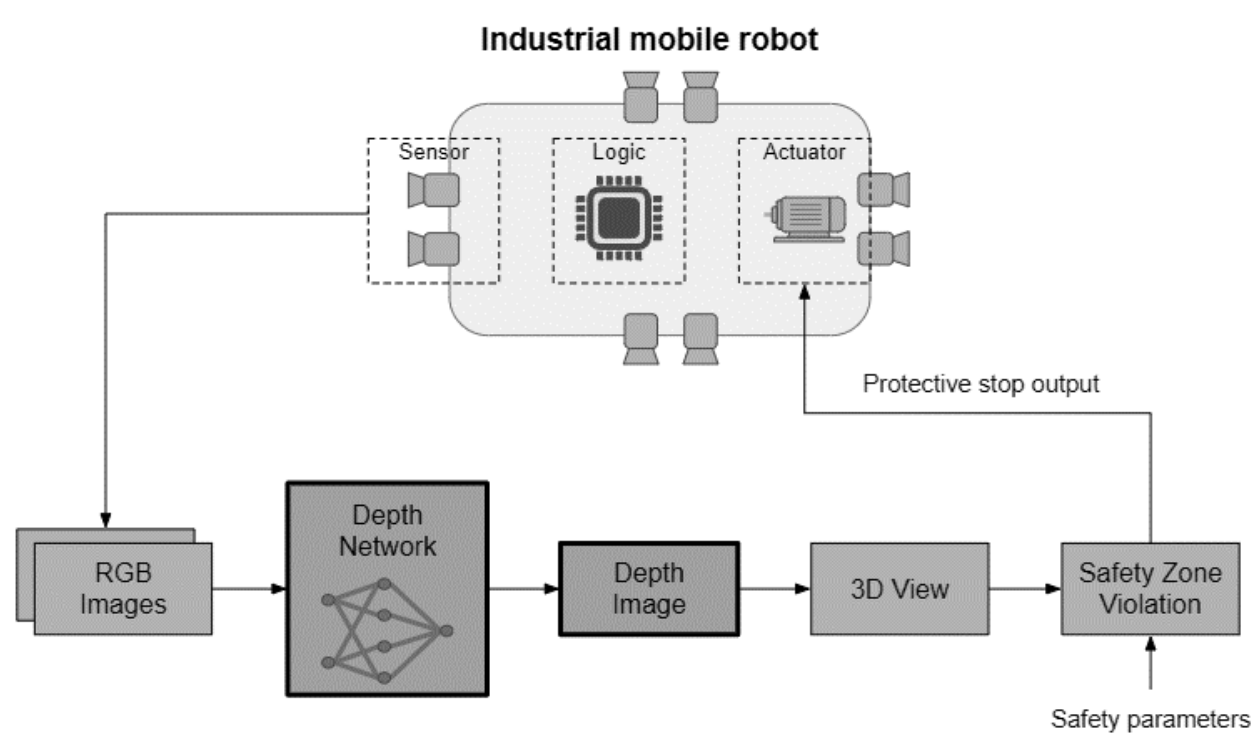 Industrial mobile robot
Sensor
Logic
Actuator
Protective stop output
RGB
Images
Depth
Network
Depth
Image
3D View
Safety Zone
Violation
Safety parameters